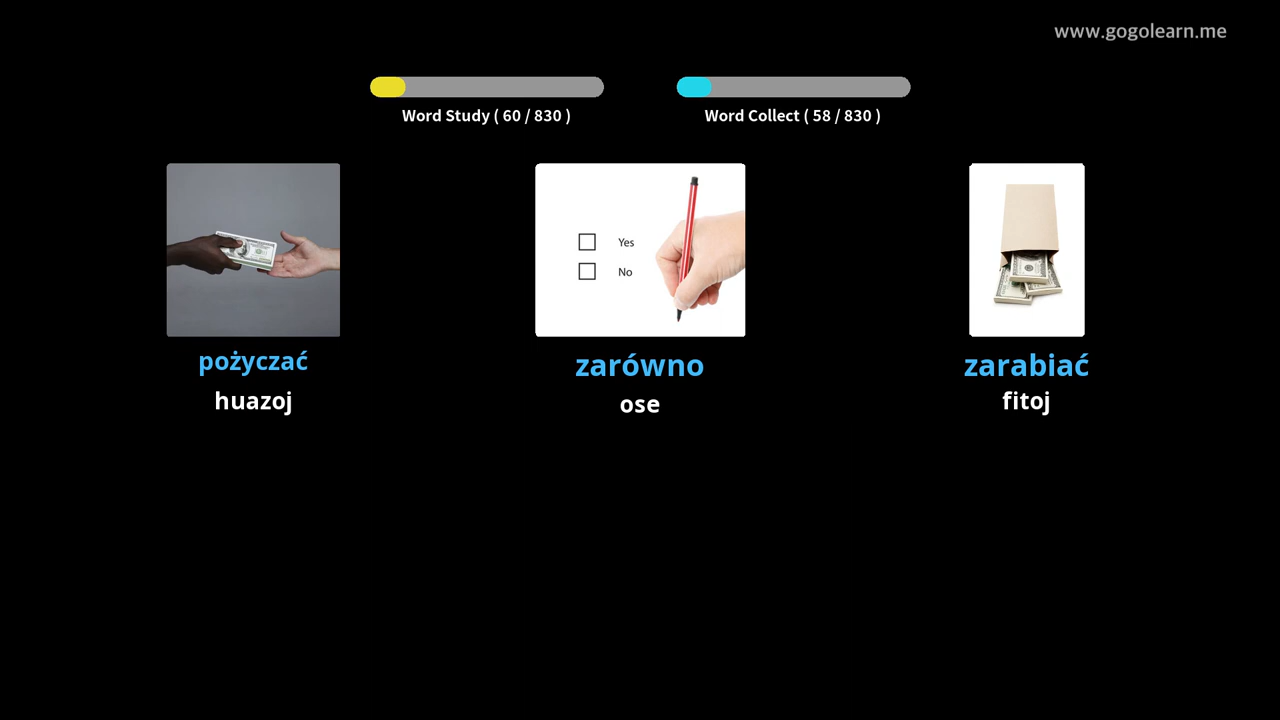 www.gogolearn.me
Word Study ( 60 / 830 )
Word Collect ( 58 / 830 )
Yes
No
pożyczać
huazoj
zarówno
ose
zarabiać
fitoj